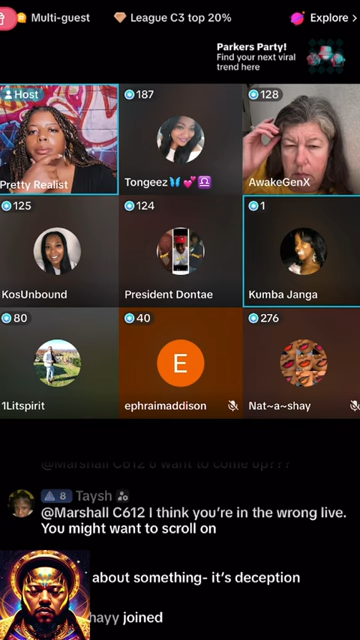 Multi-guest
League C3 top 20%
Explore >
Parkers Party!
Find your next viral
trend here
Host
187
128
Pretty Realist
Tongeez🦋💕♎
AwakeGenX
125
124
1
KosUnbound
President Dontae
Kumba Janga
80
40
276
E
1Litspirit
ephraimaddison
Nat~a~shay
@Marshall C612 u want to come up???
8 Taysh
@Marshall C612 I think you're in the wrong live.
You might want to scroll on
about something- it's deception
hayy joined